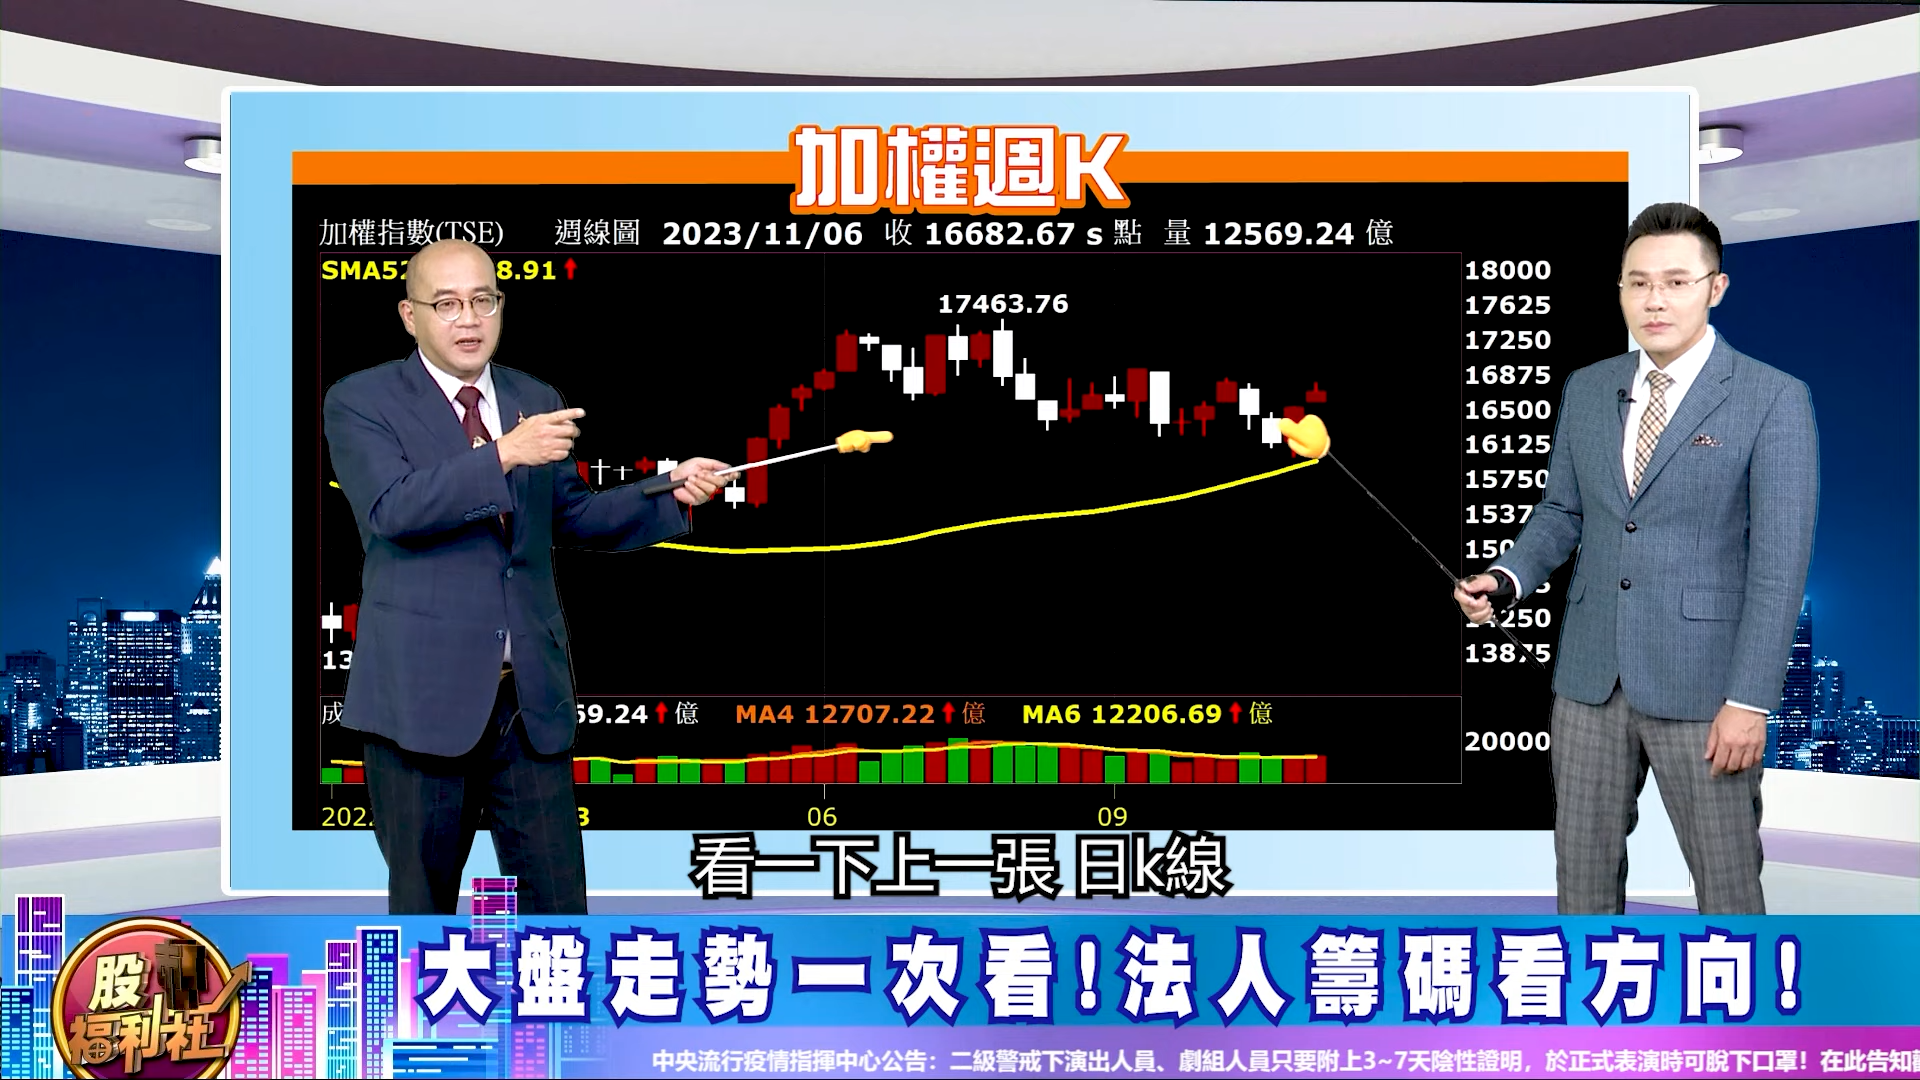 加權週K
加權指數(TSE) 週線圖 2023/11/06 收 16682.67 s 點 量 12569.24 億
SMA52 8.91
18000
17463.76
17625
17250
16875
16500
16125
15750
1537
150
14250
13
13875
成 69.24 億 MA4 12707.22 億 MA6 12206.69 億
20000
2022 3 06 09
看一下上一張 日k線
大盤走勢一次看!法人籌碼看方向!
股利
福利社
中央流行疫情指揮中心公告：二級警戒下演出人員、劇組人員只要附上3~7天陰性證明，於正式表演時可脫下口罩！在此告知